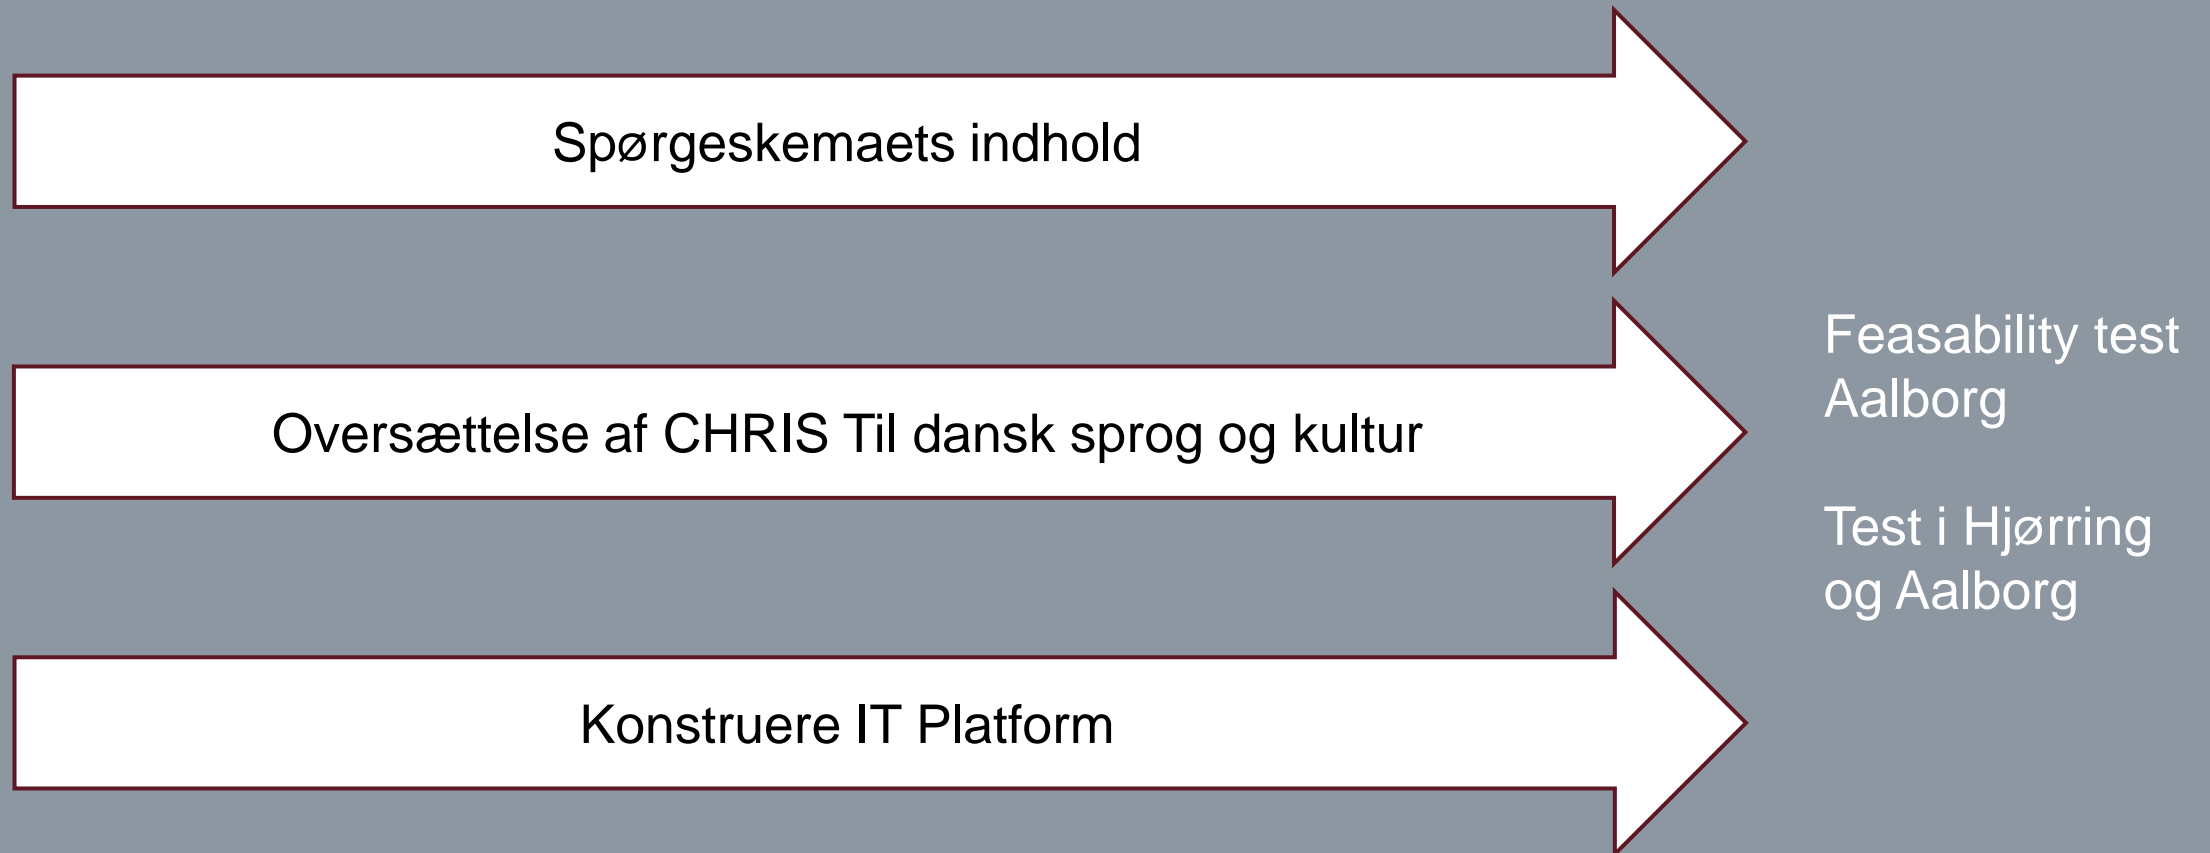 Spørgeskemaets indhold
Oversættelse af CHRIS Til dansk sprog og kultur
Konstruere IT Platform
Feasability test
Aalborg
Test i Hjørring
og Aalborg